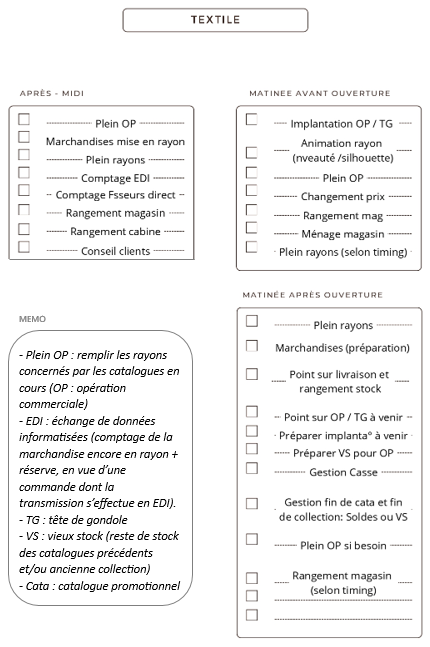 TEXTILE
APRÈS - MIDI
Plein OP
Marchandises mise en rayon
Plein rayons
Comptage EDI
Comptage Fsseurs direct
Rangement magasin
Rangement cabine
Conseil clients
MATINEE AVANT OUVERTURE
Implantation OP / TG
Animation rayon
(nveauté /silhouette)
Plein OP
Changement prix
Rangement mag
Ménage magasin
Plein rayons (selon timing)
MEMO
- Plein OP : remplir les rayons
concernés par les catalogues en
cours (OP : opération
commerciale)
- EDI : échange de données
informatisées (comptage de la
marchandise encore en rayon +
réserve, en vue d'une
commande dont la
transmission s'effectue en EDI).
- TG : tête de gondole
- VS : vieux stock (reste de stock
des catalogues précédents
et/ou ancienne collection)
- Cata : catalogue promotionnel
MATINÉE APRÈS OUVERTURE
Plein rayons
Marchandises (préparation)
Point sur livraison et
rangement stock
Point sur OP / TG à venir
Préparer implanta° à venir
Préparer VS pour OP
Gestion Casse
Gestion fin de cata et fin
de collection: Soldes ou VS
Plein OP si besoin
Rangement magasin
(selon timing)